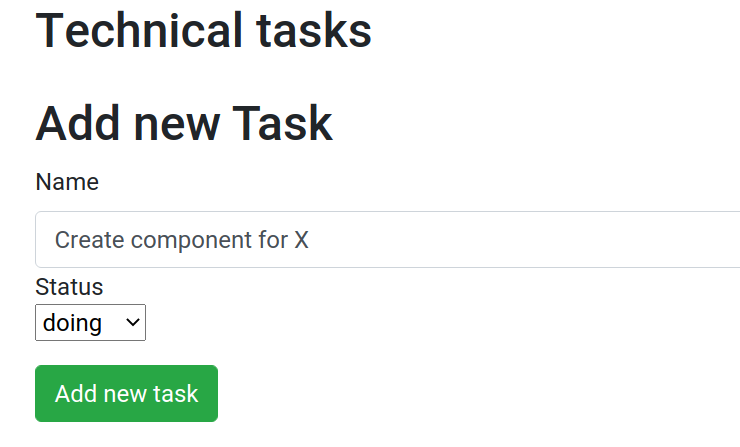 Technical tasks
Add new Task
Name
Create component for X
Status
doing
Add new task